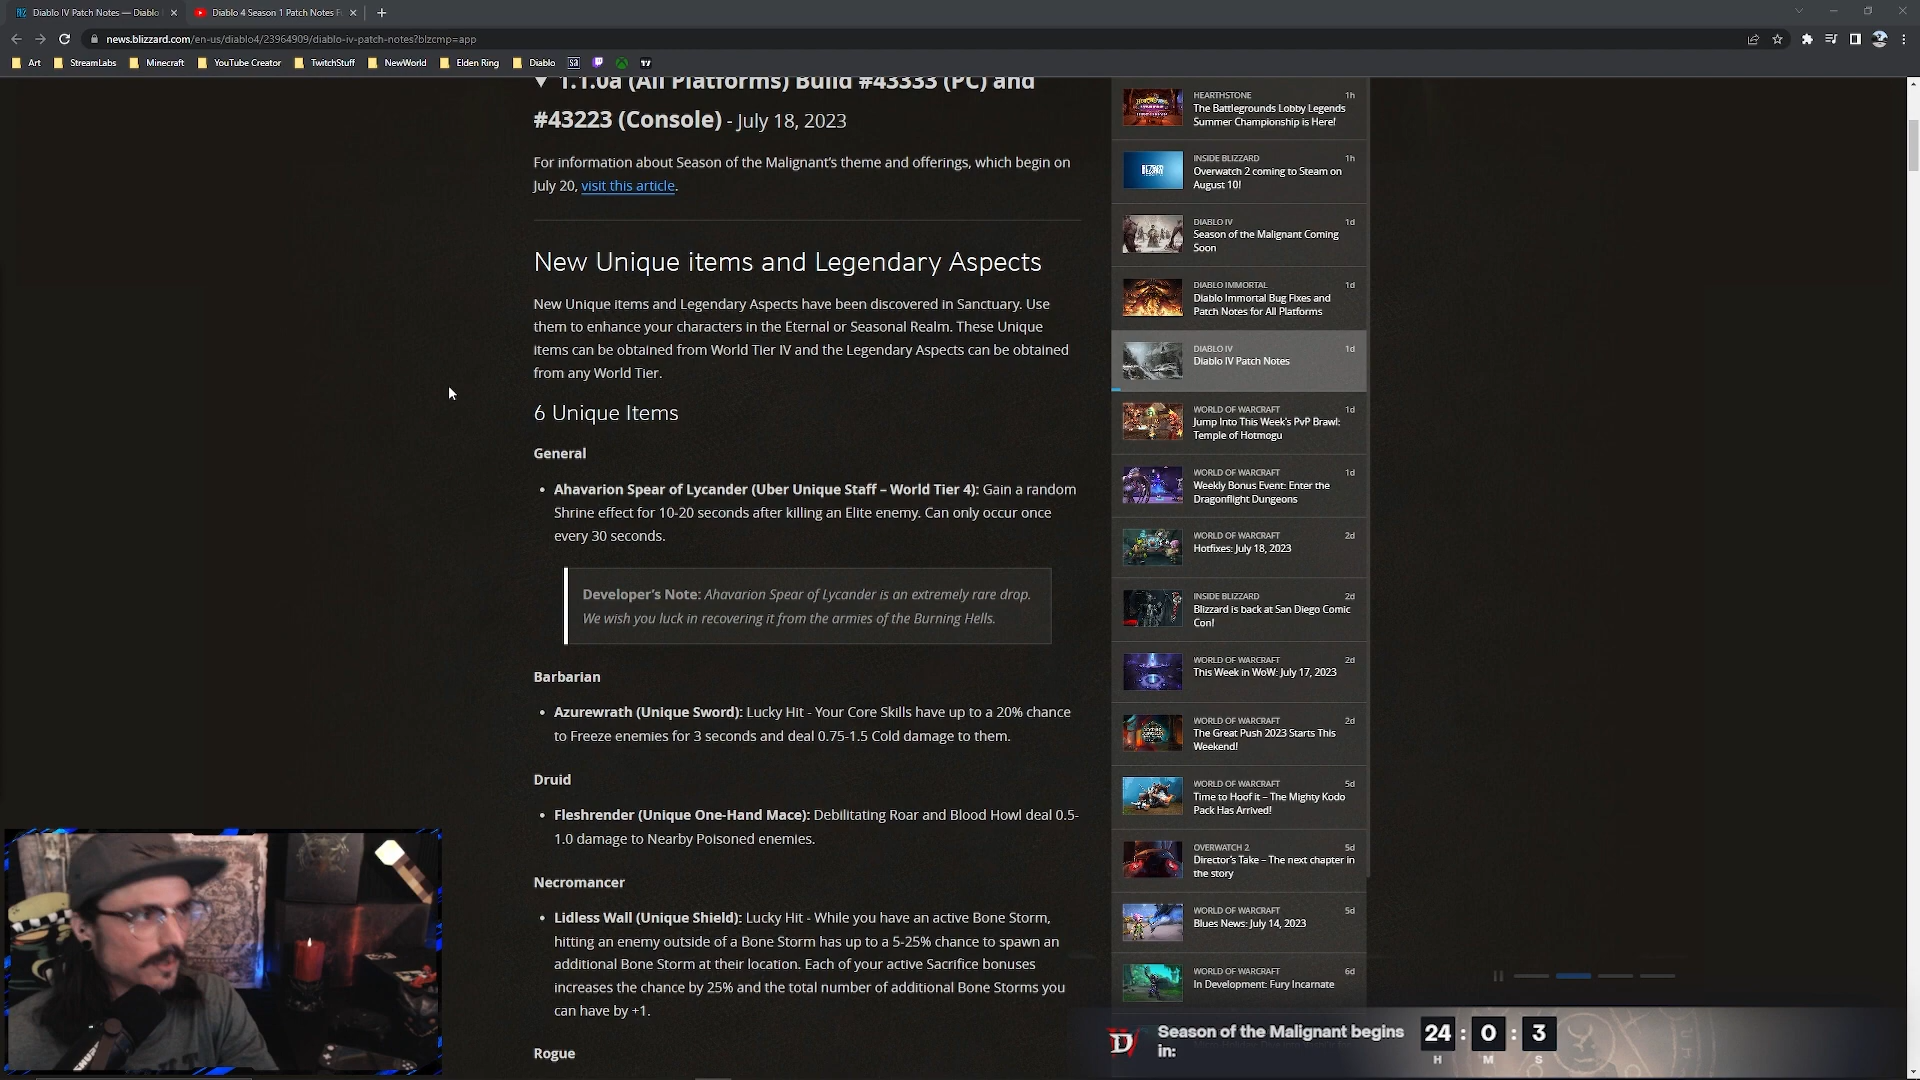 Diablo IV Patch Notes — Diablo
Diablo 4 Season 1 Patch Notes F
news.blizzard.com/en-us/diablo4/23964909/diablo-iv-patch-notes?blzcmp=app
Art
StreamLabs
Minecraft
YouTube Creator
TwitchStuff
NewWorld
Elden Ring
Diablo
1.1.0a (All Platforms) Build #43333 (PC) and
#43223 (Console) - July 18, 2023
For information about Season of the Malignant's theme and offerings, which begin on
July 20, visit this article.
New Unique items and Legendary Aspects
New Unique items and Legendary Aspects have been discovered in Sanctuary. Use
them to enhance your characters in the Eternal or Seasonal Realm. These Unique
items can be obtained from World Tier IV and the Legendary Aspects can be obtained
from any World Tier.
6 Unique Items
General
• Ahavarion Spear of Lycander (Uber Unique Staff – World Tier 4): Gain a random
Shrine effect for 10-20 seconds after killing an Elite enemy. Can only occur once
every 30 seconds.
Developer's Note: Ahavarion Spear of Lycander is an extremely rare drop.
We wish you luck in recovering it from the armies of the Burning Hells.
Barbarian
• Azurewrath (Unique Sword): Lucky Hit - Your Core Skills have up to a 20% chance
to Freeze enemies for 3 seconds and deal 0.75-1.5 Cold damage to them.
Druid
• Fleshrender (Unique One-Hand Mace): Debilitating Roar and Blood Howl deal 0.5-
1.0 damage to Nearby Poisoned enemies.
Necromancer
• Lidless Wall (Unique Shield): Lucky Hit - While you have an active Bone Storm,
hitting an enemy outside of a Bone Storm has up to a 5-25% chance to spawn an
additional Bone Storm at their location. Each of your active Sacrifice bonuses
increases the chance by 25% and the total number of additional Bone Storms you
can have by +1.
Rogue
HEARTHSTONE 1h
The Battlegrounds Lobby Legends
Summer Championship is Here!
INSIDE BLIZZARD 1h
Overwatch 2 coming to Steam on
August 10!
DIABLO IV 1d
Season of the Malignant Coming
Soon
DIABLO IMMORTAL 1d
Diablo Immortal Bug Fixes and
Patch Notes for All Platforms
DIABLO IV 1d
Diablo IV Patch Notes
WORLD OF WARCRAFT 1d
Jump Into This Week's PvP Brawl:
Temple of Hotmogu
WORLD OF WARCRAFT 1d
Weekly Bonus Event: Enter the
Dragonflight Dungeons
WORLD OF WARCRAFT 2d
Hotfixes: July 18, 2023
INSIDE BLIZZARD 2d
Blizzard is back at San Diego Comic
Con!
WORLD OF WARCRAFT 2d
This Week in WoW: July 17, 2023
WORLD OF WARCRAFT 2d
The Great Push 2023 Starts This
Weekend!
WORLD OF WARCRAFT 5d
Time to Hoof it – The Mighty Kodo
Pack Has Arrived!
OVERWATCH 2 5d
Director's Take – The next chapter in
the story
WORLD OF WARCRAFT 5d
Blues News: July 14, 2023
WORLD OF WARCRAFT 6d
In Development: Fury Incarnate
Season of the Malignant begins
in:
24 : 0 : 3
H M S